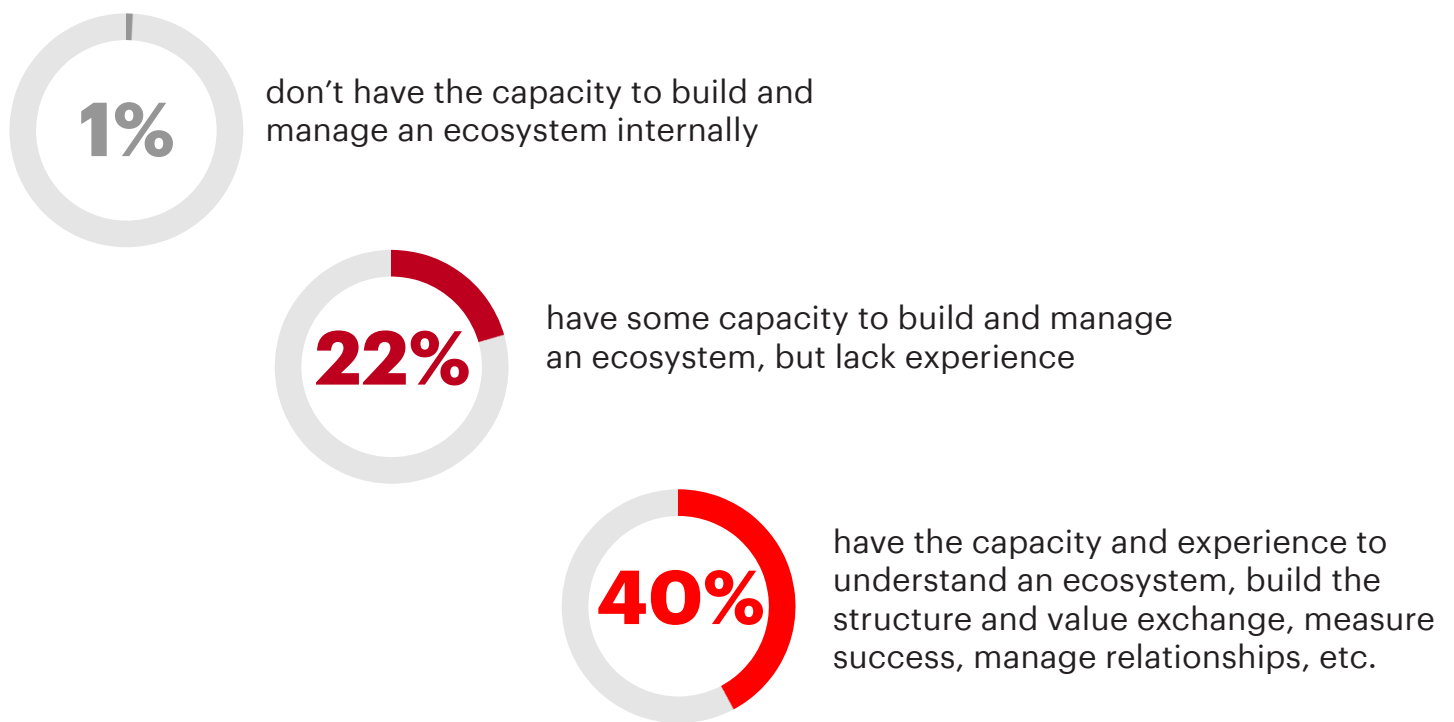 1%
don’t have the capacity to build and
manage an ecosystem internally
22%
have some capacity to build and manage
an ecosystem, but lack experience
40%
have the capacity and experience to
understand an ecosystem, build the
structure and value exchange, measure
success, manage relationships, etc.